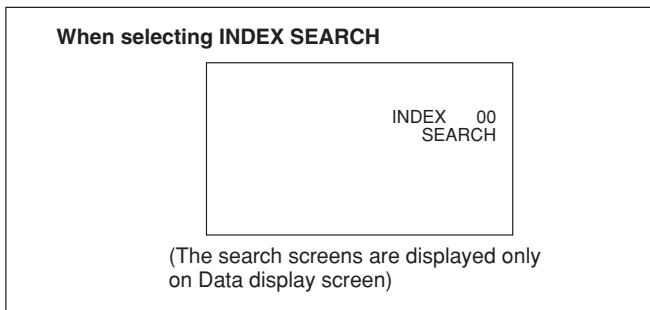 When selecting INDEX SEARCH
INDEX 00
SEARCH
(The search screens are displayed only
on Data display screen)